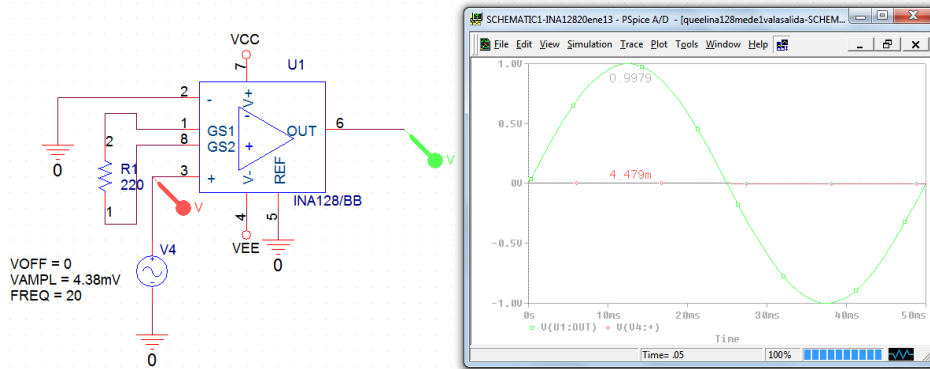 VCC
7
U1
2
-
V+
-
1
GS1
OUT
6
2
8
GS2
+
V
R1
3
+
V-
REF
0
220
V
INA128/BB
1
4
5
V4
VEE
0
VOFF = 0
VAMPL = 4.38mV
FREQ = 20
0
SCHEMATIC1-INA12820ene13 - PSpice A/D - [queelina128mede1valasalida-SCHEM...
File Edit View Simulation Trace Plot Tools Window Help
1.0V
0.9979
0.5V
4.479m
0V
-0.5V
-1.0V
0s 10ms 20ms 30ms 40ms 50ms
V(U1:OUT) V(V4:+)
Time
Time= .05 100%